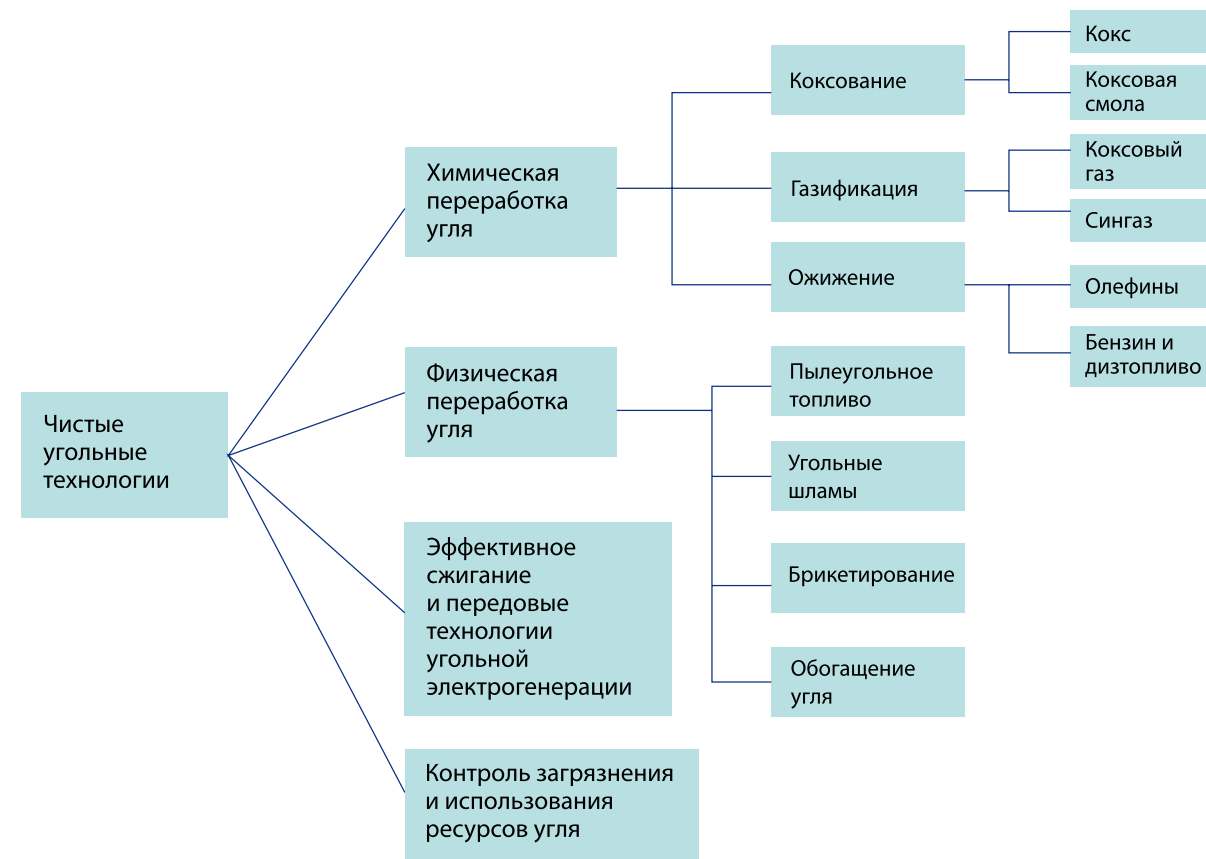 Чистые
угольные
технологии
Химическая
переработка
угля
Коксование
Кокс
Коксовая
смола
Газификация
Коксовый
газ
Сингаз
Ожижение
Олефины
Бензин и
дизтопливо
Физическая
переработка
угля
Пылеугольное
топливо
Угольные
шламы
Брикетирование
Обогащение
угля
Эффективное
сжигание
и передовые
технологии
угольной
электрогенерации
Контроль загрязнения
и использования
ресурсов угля